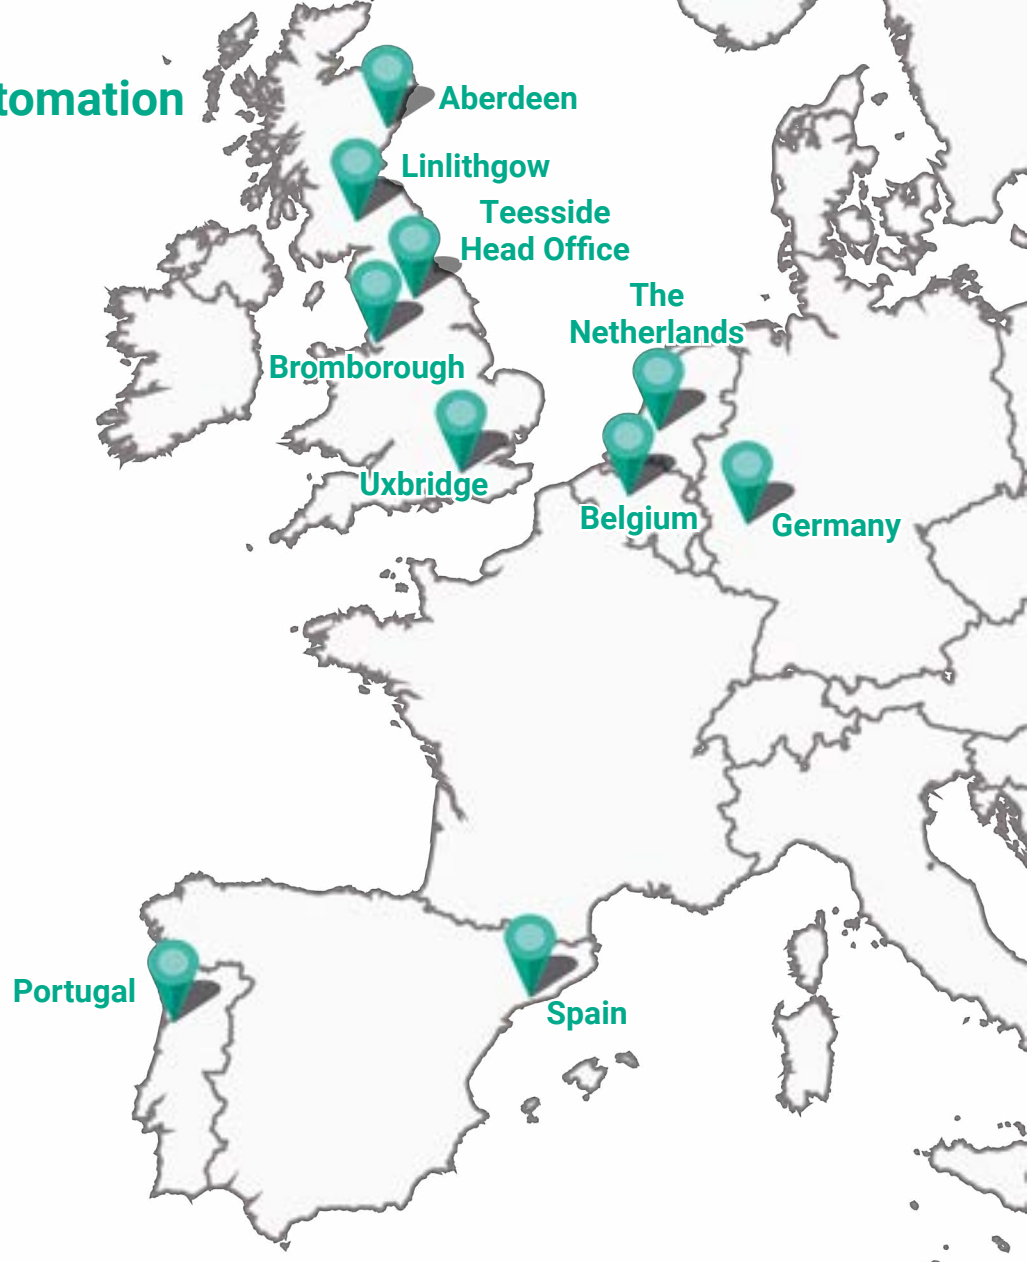 tomation
Aberdeen
Linlithgow
Teesside
Head Office
The
Netherlands
Bromborough
Uxbridge
Belgium
Germany
Portugal
Spain